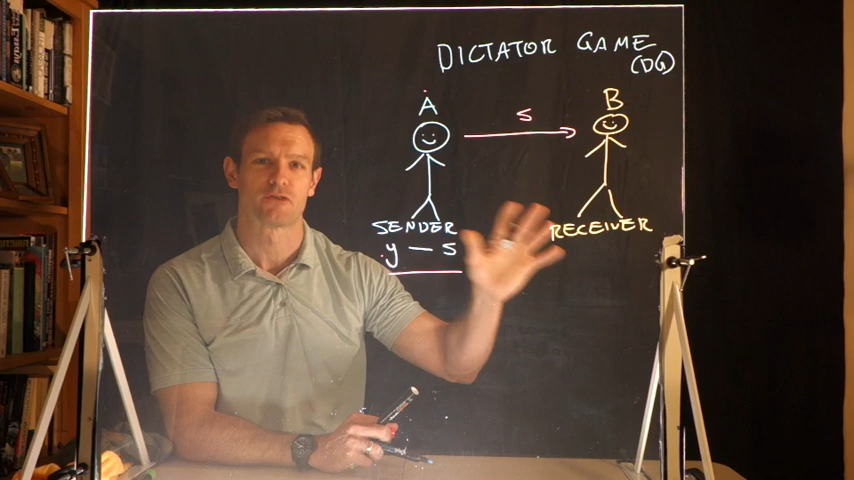 DICTATOR GAME
(DG)
A
B
S
SENDER
RECEIVER
y – s